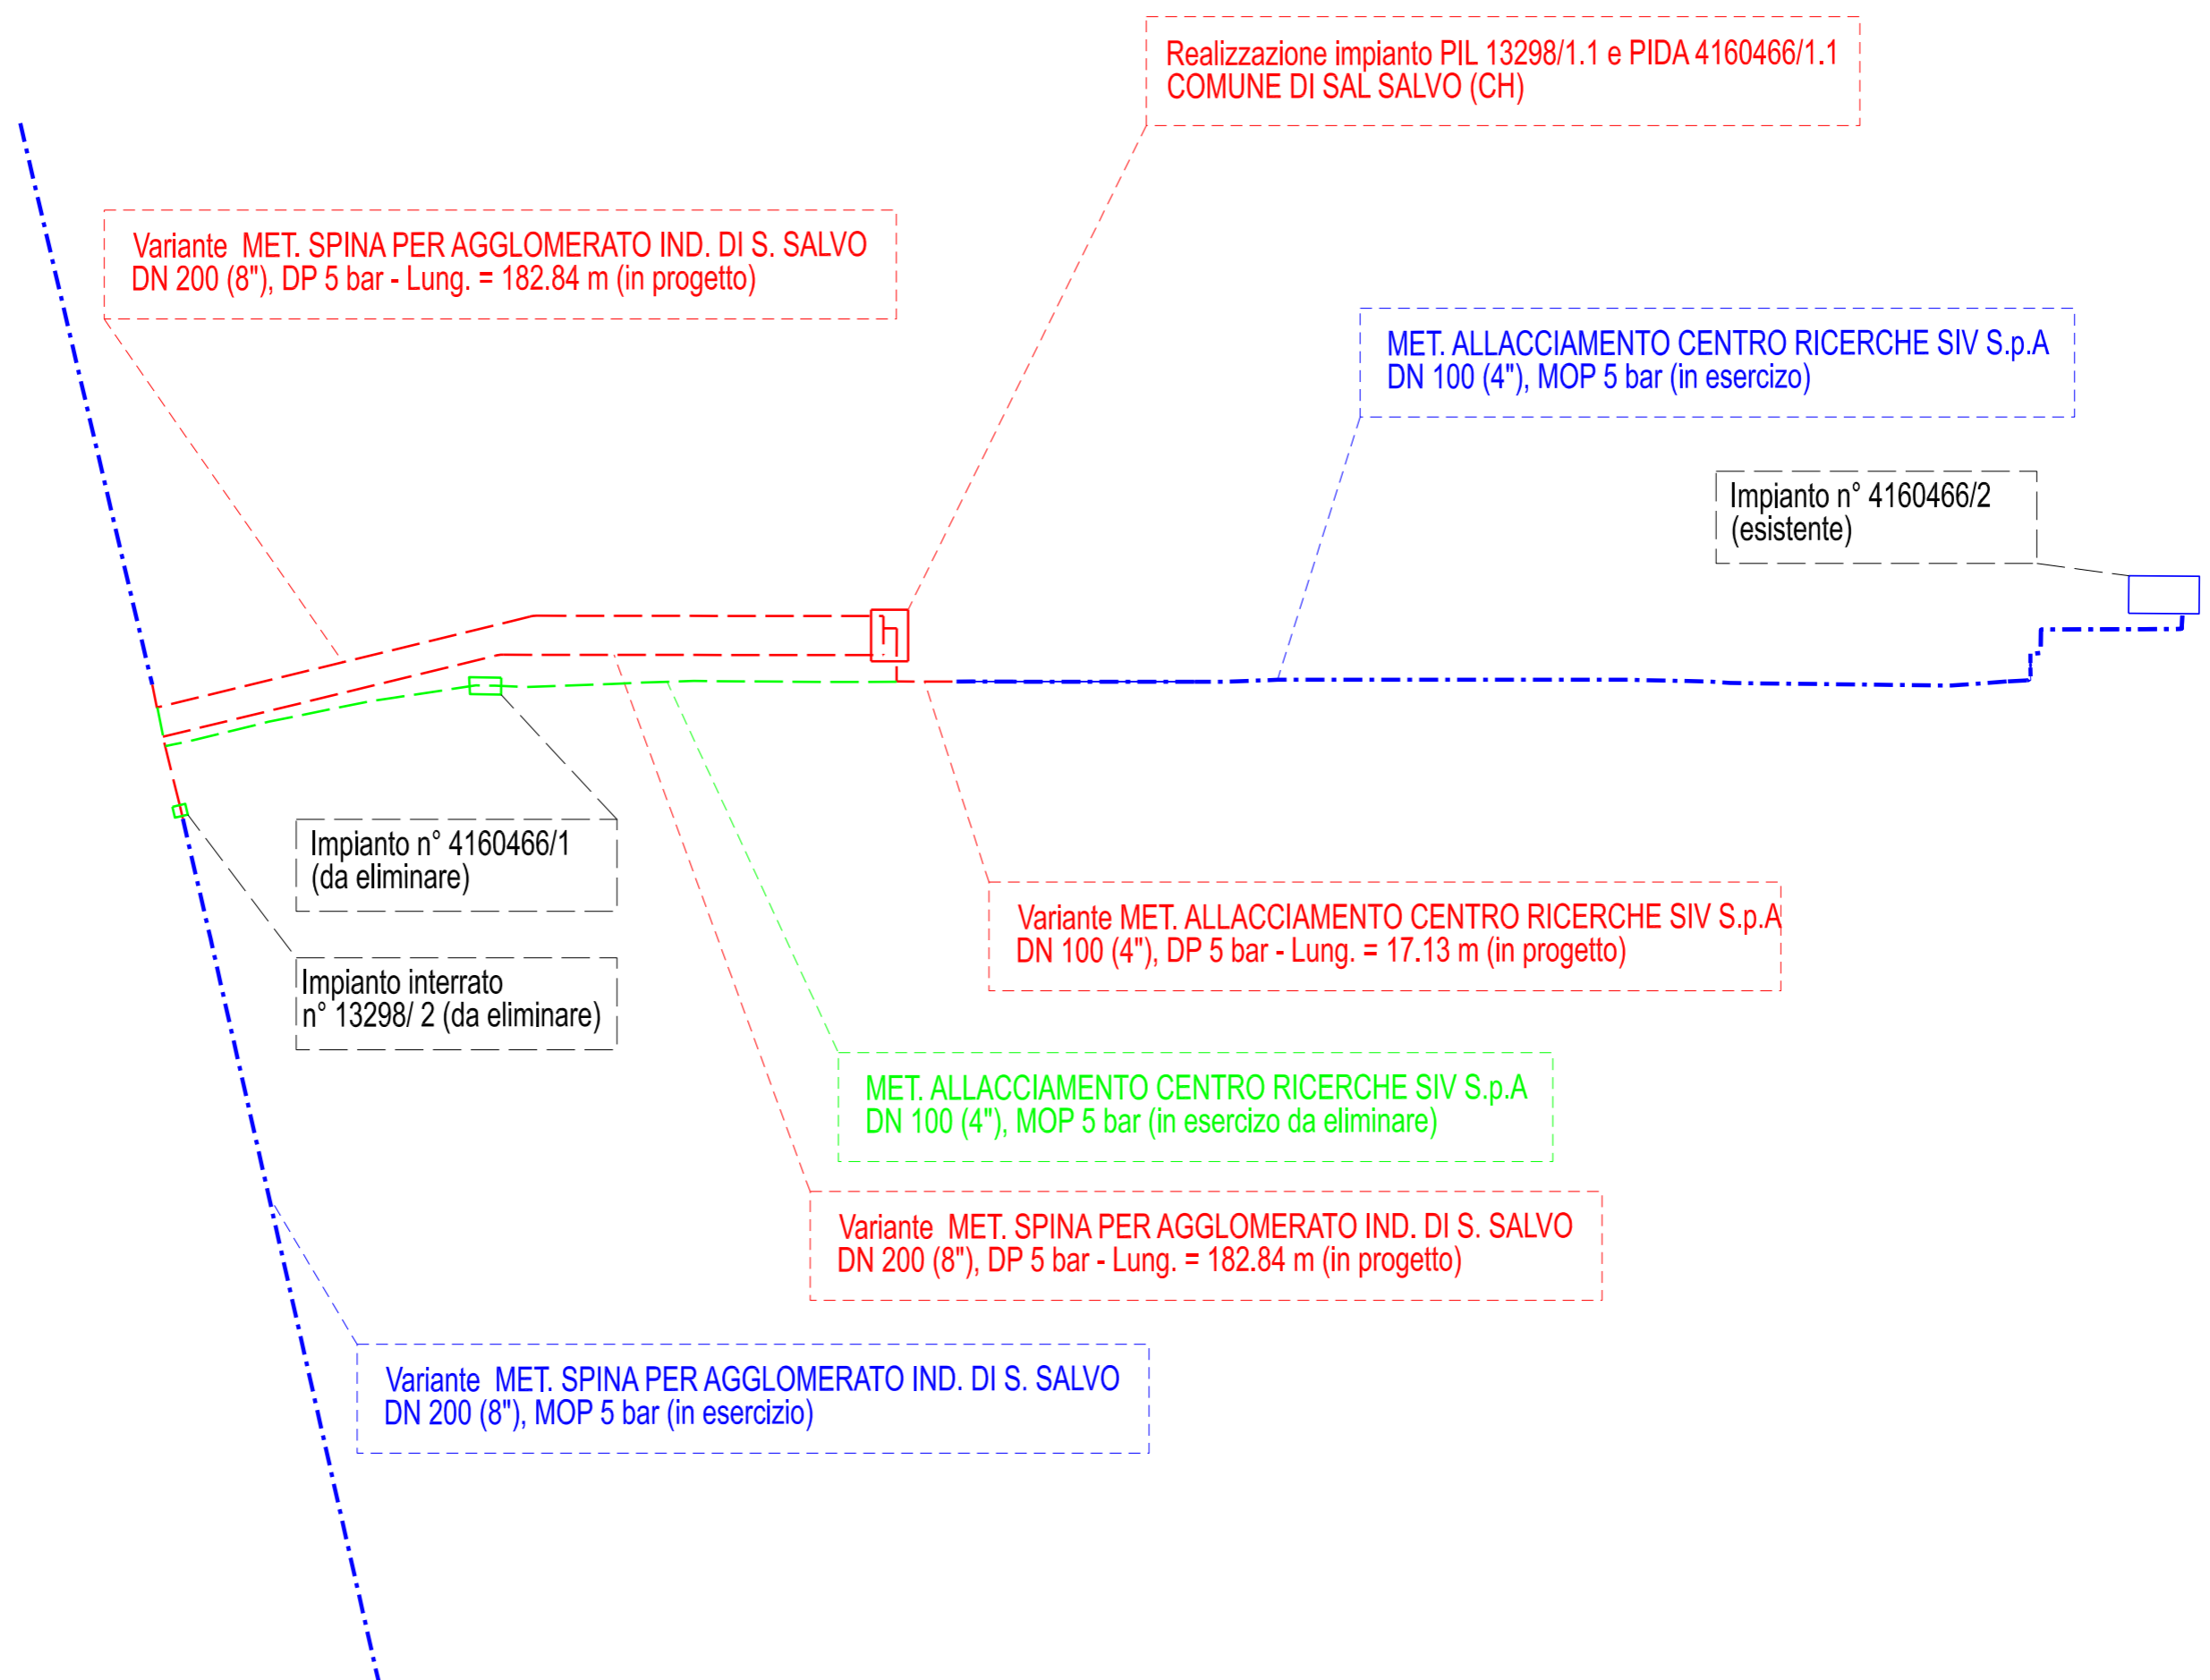 Realizzazione impianto PIL 13298/1.1 e PIDA 4160466/1.1
COMUNE DI SAL SALVO (CH)
Variante MET. SPINA PER AGGLOMERATO IND. DI S. SALVO
DN 200 (8"), DP 5 bar - Lung. = 182.84 m (in progetto)
MET. ALLACCIAMENTO CENTRO RICERCHE SIV S.p.A
DN 100 (4"), MOP 5 bar (in esercizo)
Impianto n° 4160466/2
(esistente)
Impianto n° 4160466/1
(da eliminare)
Impianto interrato
n° 13298/ 2 (da eliminare)
Variante MET. ALLACCIAMENTO CENTRO RICERCHE SIV S.p.A
DN 100 (4"), DP 5 bar - Lung. = 17.13 m (in progetto)
MET. ALLACCIAMENTO CENTRO RICERCHE SIV S.p.A
DN 100 (4"), MOP 5 bar (in esercizo da eliminare)
Variante MET. SPINA PER AGGLOMERATO IND. DI S. SALVO
DN 200 (8"), DP 5 bar - Lung. = 182.84 m (in progetto)
Variante MET. SPINA PER AGGLOMERATO IND. DI S. SALVO
DN 200 (8"), MOP 5 bar (in esercizio)